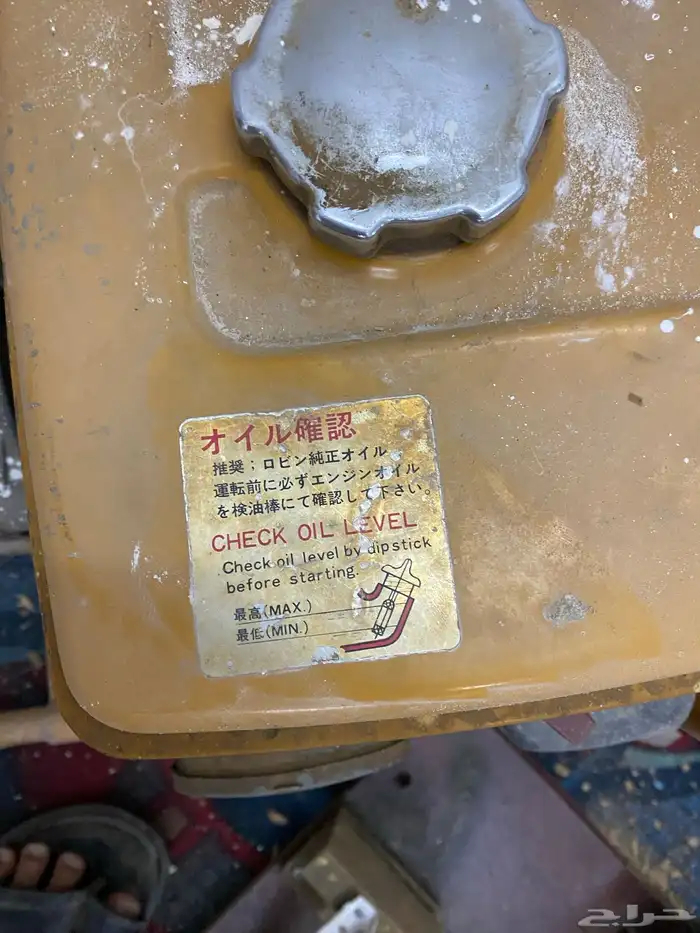 オイル確認
推奨；ロビン純正オイル
運転前に必ずエンジンオイル
を検油棒にて確認して下さい。
CHECK OIL LEVEL
Check oil level by dipstick
before starting.
最高(MAX.)
最低(MIN.)
حراج